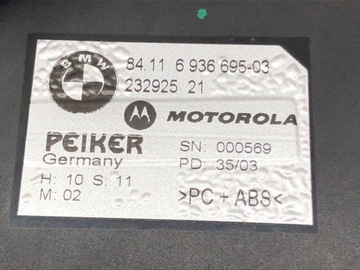 BMW
84.11 6 936 695-03
232925 21
MOTOROLA
PEIKER
Germany
SN: 000569
PD: 35/03
H: 10 S: 11
M: 02
>PC + ABS<